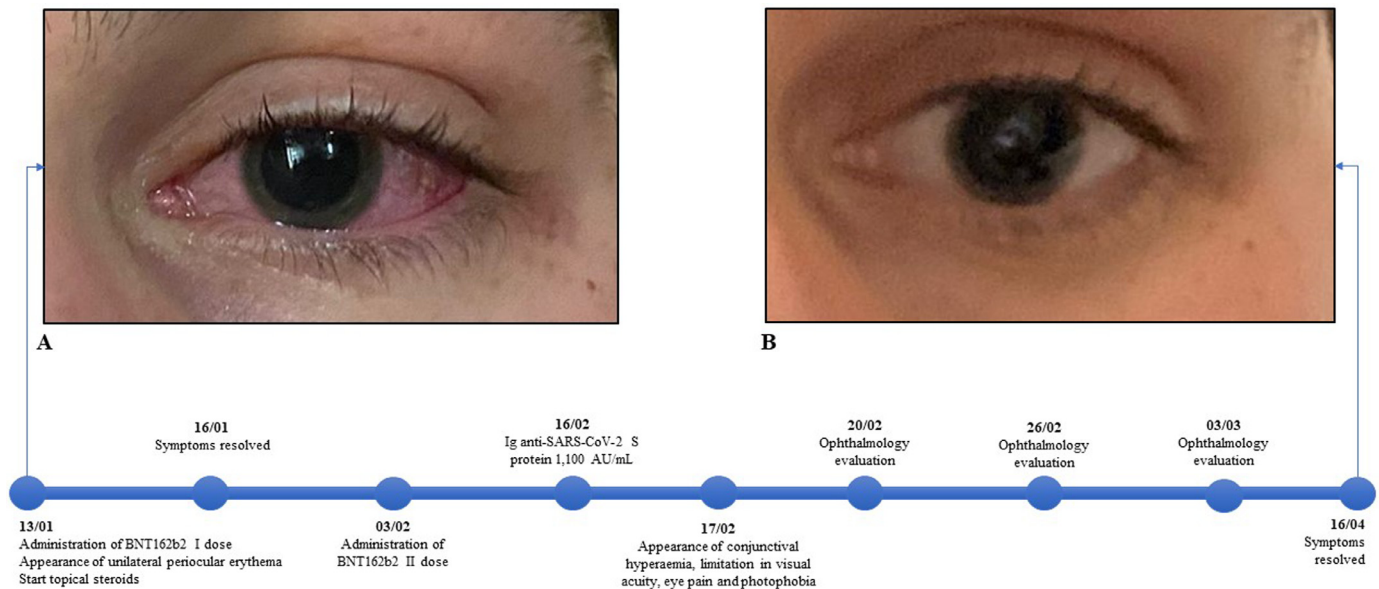 A
B
16/01
Symptoms resolved
16/02
Ig anti-SARS-CoV-2 S
protein 1,100 AU/mL
20/02
Ophthalmology
evaluation
26/02
Ophthalmology
evaluation
03/03
Ophthalmology
evaluation
13/01
Administration of BNT162b2 I dose
Appearance of unilateral periocular erythema
Start topical steroids
03/02
Administration of
BNT162b2 II dose
17/02
Appearance of conjunctival
hyperaemia, limitation in visual
acuity, eye pain and photophobia
16/04
Symptoms
resolved